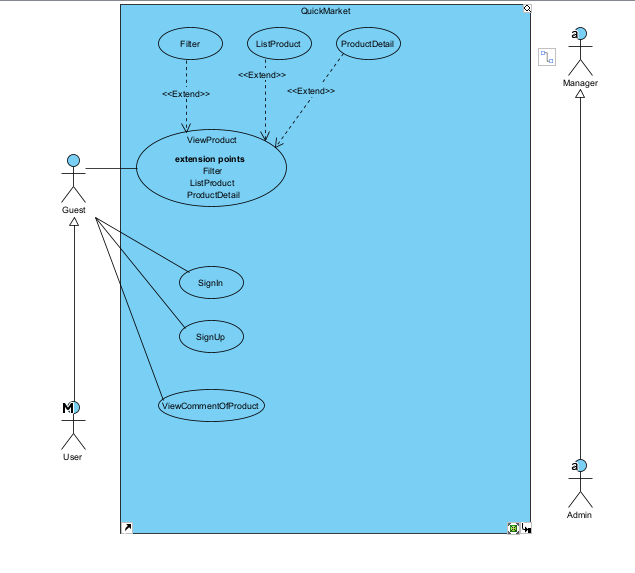 QuickMarket
Filter
ListProduct
ProductDetail
a
Manager
<<Extend>>
<<Extend>>
<<Extend>>
ViewProduct
extension points
Filter
ListProduct
ProductDetail
Guest
SignIn
SignUp
ViewCommentOfProduct
M
User
a
Admin